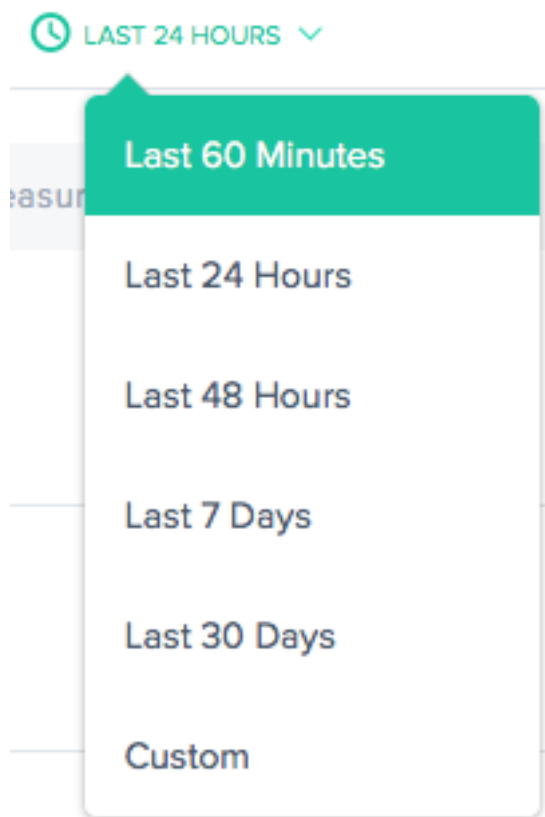 LAST 24 HOURS
Last 60 Minutes
easur
Last 24 Hours
Last 48 Hours
Last 7 Days
Last 30 Days
Custom